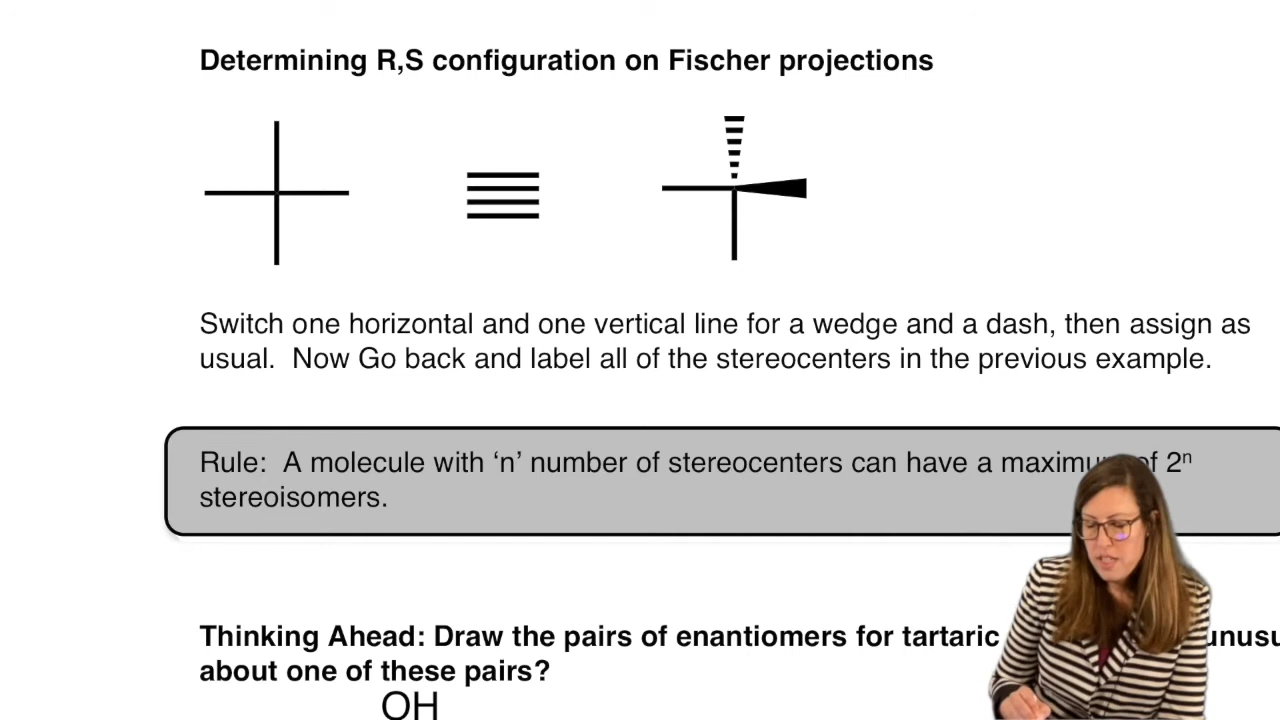 Determining R,S configuration on Fischer projections
Switch one horizontal and one vertical line for a wedge and a dash, then assign as
usual.  Now Go back and label all of the stereocenters in the previous example.
Rule:  A molecule with ‘n’ number of stereocenters can have a maximum of 2ⁿ
stereoisomers.
Thinking Ahead: Draw the pairs of enantiomers for tartaric
about one of these pairs?
OH